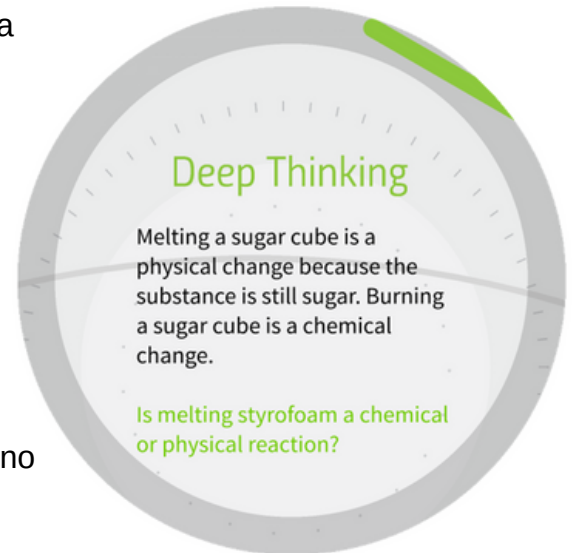 a
Deep Thinking
Melting a sugar cube is a
physical change because the
substance is still sugar. Burning
a sugar cube is a chemical
change.
Is melting styrofoam a chemical
or physical reaction?
no